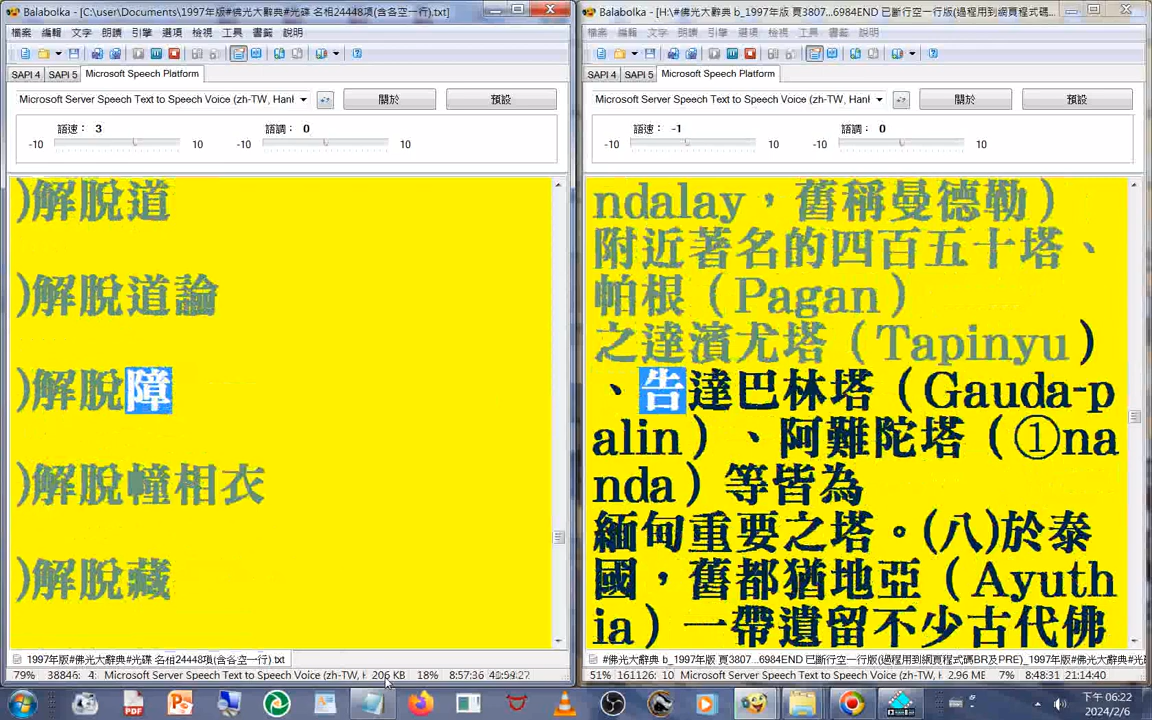 Balabolka - [C:\user\Documents\1997年版#佛光大辭典#光碟 名相24448項(含各空一行).txt]
檔案 編輯 文字 朗讀 引擎 選項 檢視 工具 書籤 說明
SAPI 4 SAPI 5 Microsoft Speech Platform
Microsoft Server Speech Text to Speech Voice (zh-TW, Hanl
關於 預設
語速： 3 語調： 0
-10 10 -10 10
)解脫道
)解脫道論
)解脫障
)解脫幢相衣
)解脫藏
1997年版#佛光大辭典#光碟 名相24448項(含各空一行).txt
79% 38846: 4: Microsoft Server Speech Text to Speech Voice (zh-TW, H 206 KB 18% 8:57:36
Balabolka - [H:\#佛光大辭典 b_1997年版 頁3807...6984END 已斷行空一行版(過程用到網頁程式碼...
檔案 編輯 文字 朗讀 引擎 選項 檢視 工具 書籤 說明
SAPI 4 SAPI 5 Microsoft Speech Platform
Microsoft Server Speech Text to Speech Voice (zh-TW, Hanl
關於 預設
語速： -1 語調： 0
-10 10 -10 10
ndalay，舊稱曼德勒）
附近著名的四百五十塔、
帕根（Pagan）
之達濱尤塔（Tapinyu）
、告達巴林塔（Gauda-p
alin）、阿難陀塔（①na
nda）等皆為
緬甸重要之塔。(八)於泰
國，舊都猶地亞（Ayuth
ia）一帶遺留不少古代佛
#佛光大辭典 b_1997年版 頁3807...6984END 已斷行空一行版(過程用到網頁程式碼BR及PRE)_1997年版#光
51% 161126: 10 Microsoft Server Speech Text to Speech Voice (zh-TW, H 2.96 ME 7% 8:48:31 21:14:40
PDF
下午 06:22
2024/2/6